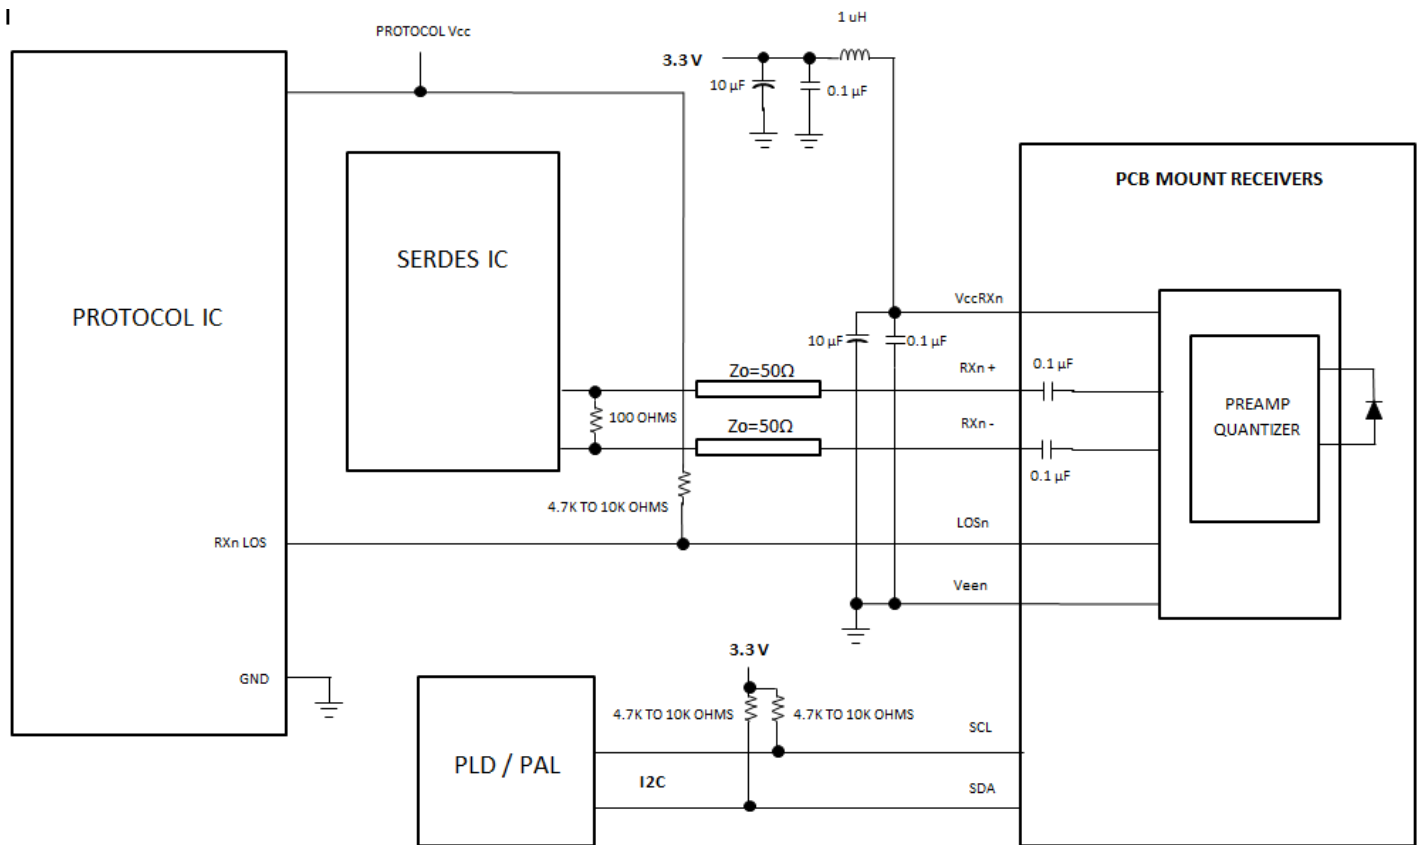 I
PROTOCOL Vcc
1 uH
3.3 V
10 µF
0.1 µF
PCB MOUNT RECEIVERS
SERDES IC
PROTOCOL IC
VccRXn
10 µF
0.1 µF
Zo=50Ω
RXn +
0.1 µF
100 OHMS
PREAMP
QUANTIZER
Zo=50Ω
RXn -
0.1 µF
4.7K TO 10K OHMS
LOSn
RXn LOS
Veen
3.3 V
GND
4.7K TO 10K OHMS
4.7K TO 10K OHMS
SCL
PLD / PAL
I2C
SDA